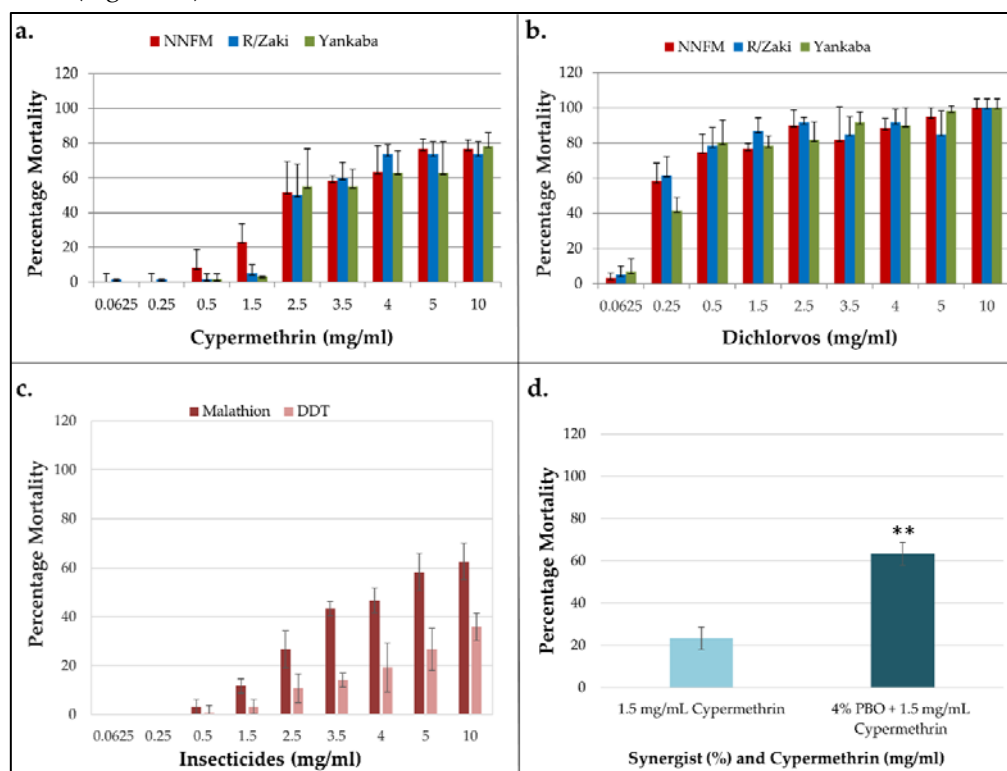 a.
NNFM R/Zaki Yankaba
Percentage Mortality
120
100
80
60
40
20
0
0.0625 0.25 0.5 1.5 2.5 3.5 4 5 10
Cypermethrin (mg/ml)
b.
NNFM R/Zaki Yankaba
Percentage Mortality
120
100
80
60
40
20
0
0.0625 0.25 0.5 1.5 2.5 3.5 4 5 10
Dichlorvos (mg/ml)
c.
Malathion DDT
Percentage Mortality
120
100
80
60
40
20
0
0.0625 0.25 0.5 1.5 2.5 3.5 4 5 10
Insecticides (mg/ml)
d.
Percentage Mortality
120
100
80
60
40
20
0
**
1.5 mg/mL Cypermethrin
4% PBO + 1.5 mg/mL
Cypermethrin
Synergist (%) and Cypermethrin (mg/ml)